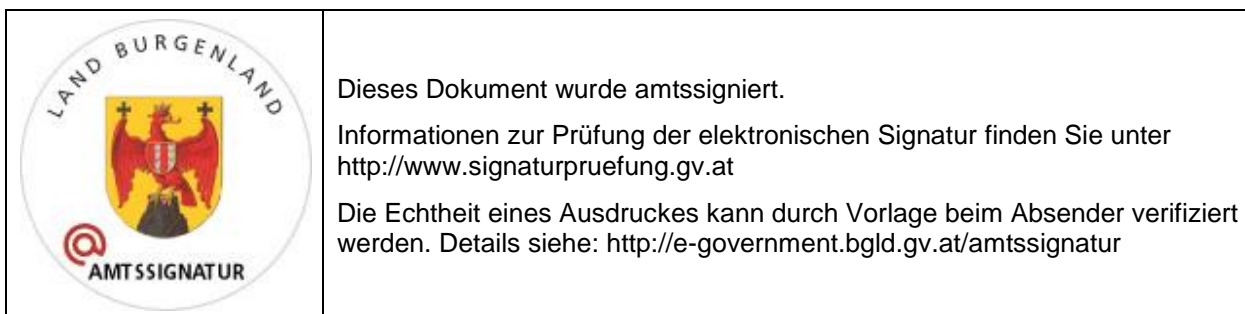 LAND BURGENLAND
@
AMTSSIGNATUR
Dieses Dokument wurde amtssigniert.
Informationen zur Prüfung der elektronischen Signatur finden Sie unter
http://www.signaturpruefung.gv.at
Die Echtheit eines Ausdruckes kann durch Vorlage beim Absender verifiziert
werden. Details siehe: http://e-government.bgld.gv.at/amtssignatur